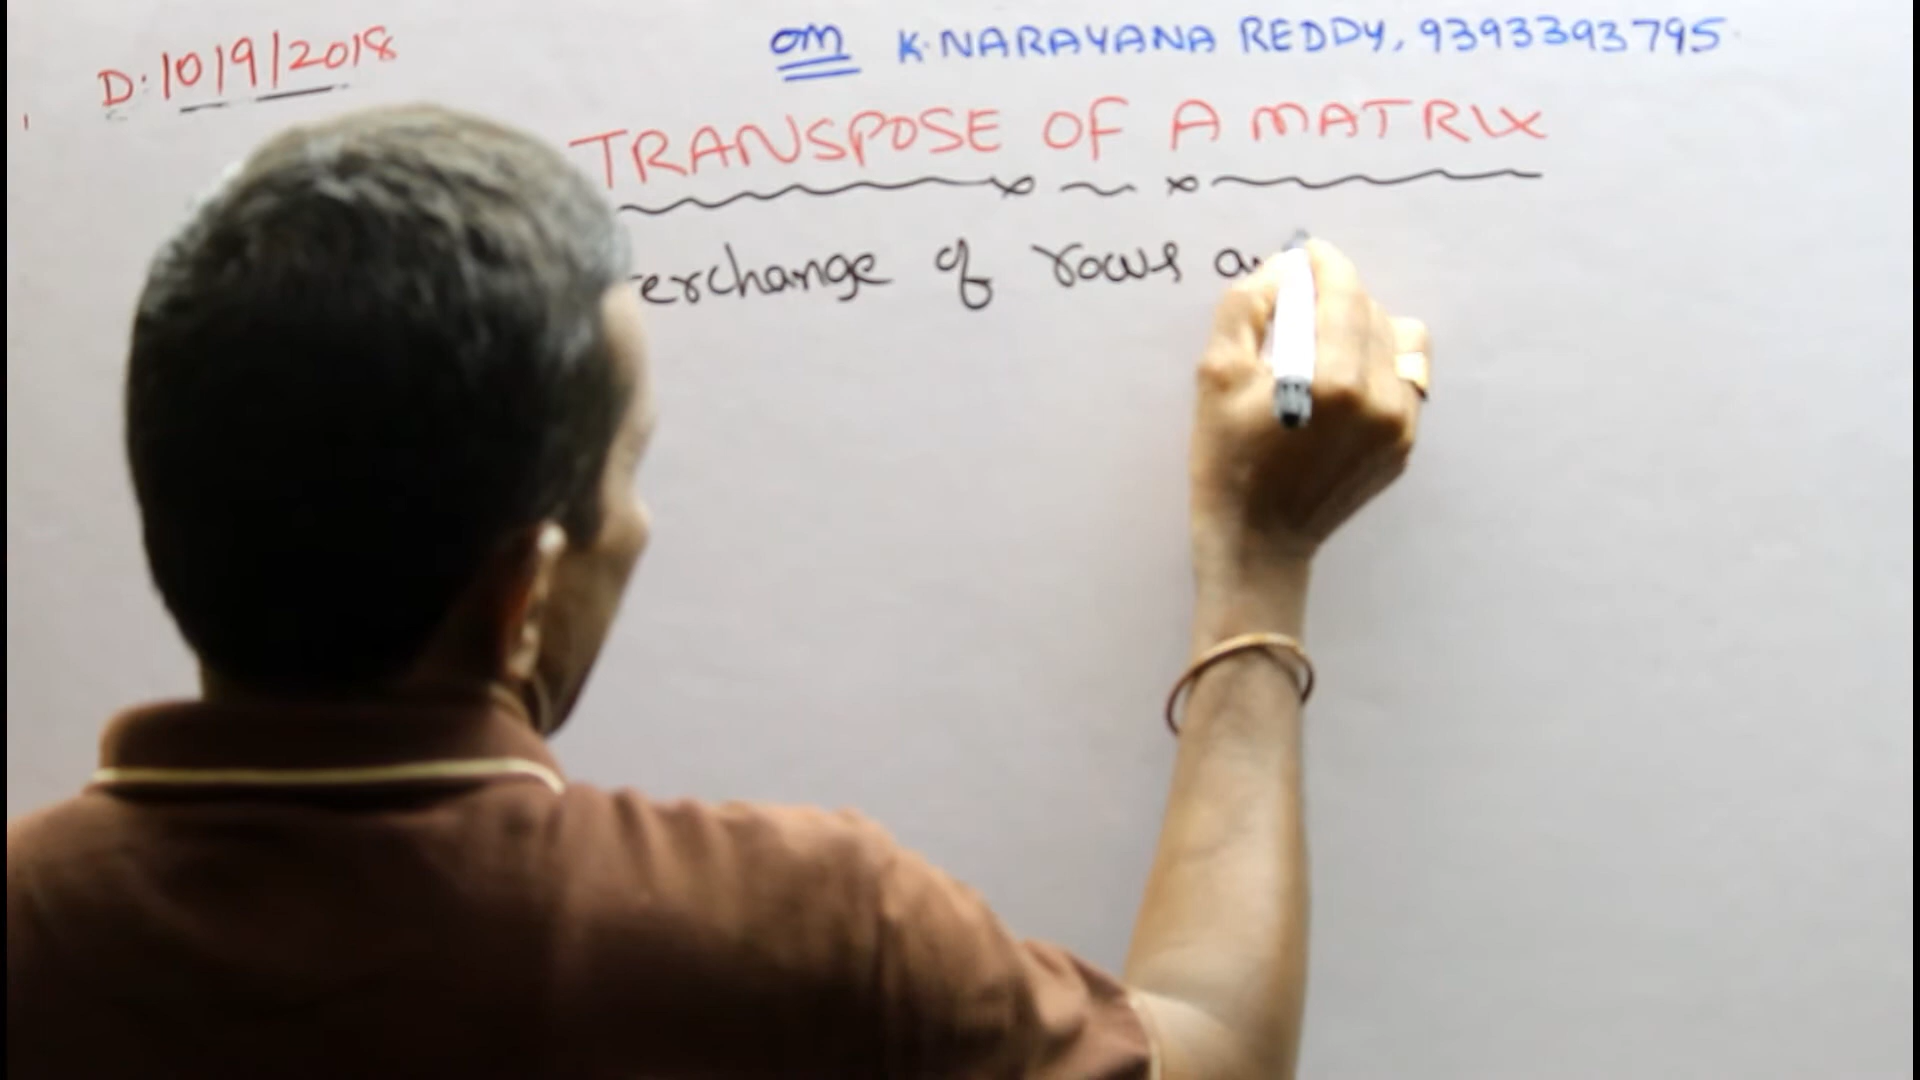 D:10/9/2018
om K.NARAYANA REDDY, 9393393795
TRANSPOSE OF A MATRIX
erchange of rows a